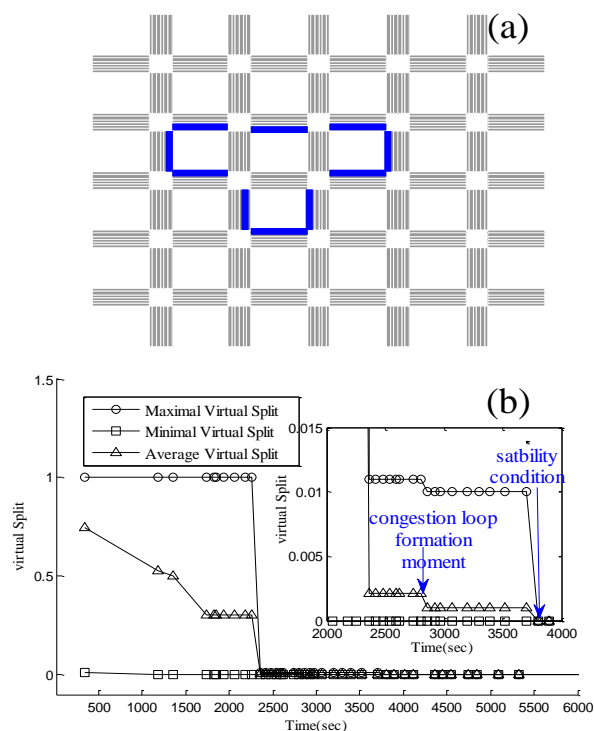 (a)
(b)
1.5
1
0.5
0
virtual Split
Maximal Virtual Split
Minimal Virtual Split
Average Virtual Split
500 1000 1500 2000 2500 3000 3500 4000 4500 5000 5500 6000
Time(sec)
0.015
0.01
0.005
0
virtual Split
satbility
condition
congestion loop
formation
moment
2000 2500 3000 3500 4000
Time(sec)